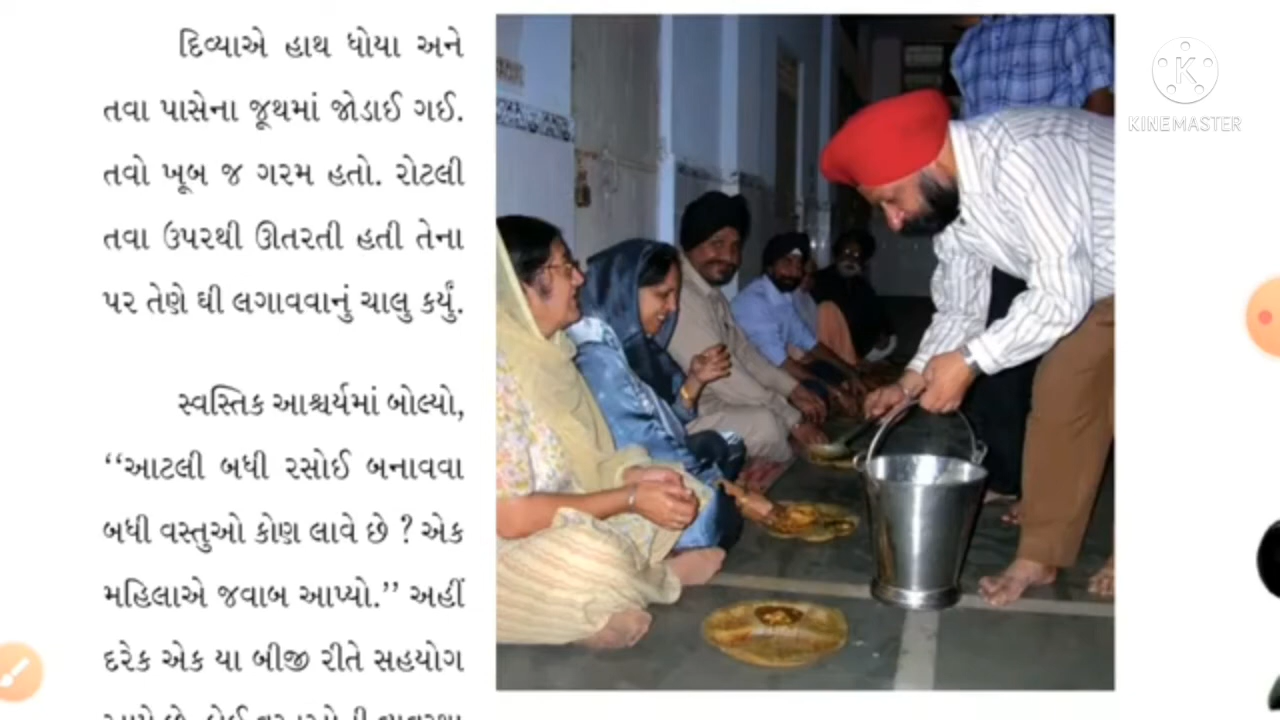 દિવ્યાએ હાથ ધોયા અને
તવા પાસેના જૂથમાં જોડાઈ ગઈ.
તવો ખૂબ જ ગરમ હતો. રોટલી
તવા ઉપરથી ઊતરતી હતી તેના
પર તેણે ઘી લગાવવાનું ચાલુ કર્યું.
સ્વસ્તિક આશ્ચર્યમાં બોલ્યો,
‘‘આટલી બધી રસોઈ બનાવવા
બધી વસ્તુઓ કોણ લાવે છે ? એક
મહિલાએ જવાબ આપ્યો.’’ અહીં
દરેક એક યા બીજી રીતે સહયોગ
KINEMASTER